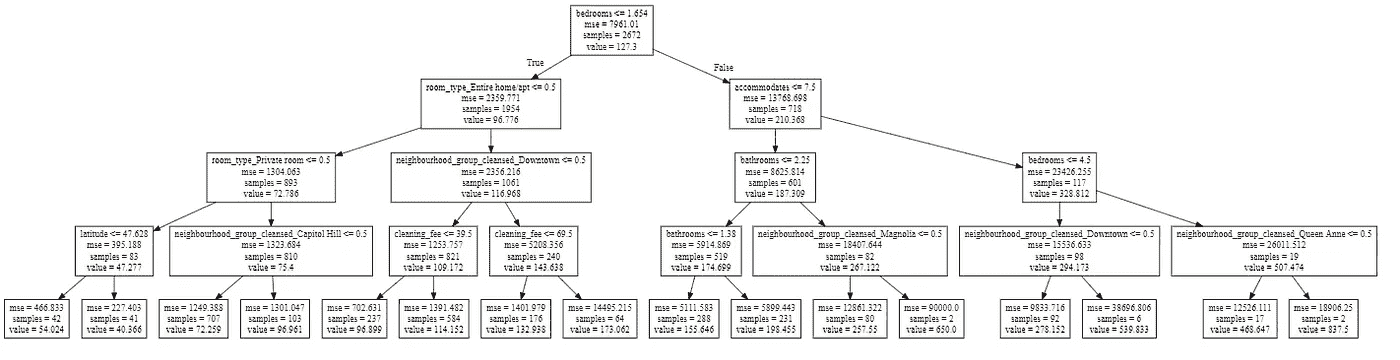 bedrooms <= 1.654
mse = 7961.01
samples = 2672
value = 127.3
True
False
room_type_Entire home/apt <= 0.5
mse = 2359.771
samples = 1954
value = 96.776
accommodates <= 7.5
mse = 13768.698
samples = 718
value = 210.368
room_type_Private room <= 0.5
mse = 1304.063
samples = 893
value = 72.786
neighbourhood_group_cleansed_Downtown <= 0.5
mse = 2356.216
samples = 1061
value = 116.968
bathrooms <= 2.25
mse = 8625.814
samples = 601
value = 187.309
bedrooms <= 4.5
mse = 23426.255
samples = 117
value = 328.812
latitude <= 47.628
mse = 395.188
samples = 83
value = 47.277
neighbourhood_group_cleansed_Capitol Hill <= 0.5
mse = 1323.684
samples = 810
value = 75.4
cleaning_fee <= 39.5
mse = 1253.757
samples = 821
value = 109.172
cleaning_fee <= 69.5
mse = 5208.356
samples = 240
value = 143.638
bathrooms <= 1.38
mse = 5914.869
samples = 519
value = 174.699
neighbourhood_group_cleansed_Magnolia <= 0.5
mse = 18407.644
samples = 82
value = 267.122
neighbourhood_group_cleansed_Downtown <= 0.5
mse = 15536.633
samples = 98
value = 294.173
neighbourhood_group_cleansed_Queen Anne <= 0.5
mse = 26011.512
samples = 19
value = 507.474
mse = 466.833
samples = 42
value = 54.024
mse = 227.403
samples = 41
value = 40.366
mse = 1249.388
samples = 707
value = 72.259
mse = 1301.047
samples = 103
value = 96.961
mse = 702.631
samples = 237
value = 96.899
mse = 1391.482
samples = 584
value = 114.152
mse = 1401.979
samples = 176
value = 132.938
mse = 14495.215
samples = 64
value = 173.062
mse = 5111.583
samples = 288
value = 155.646
mse = 5899.443
samples = 231
value = 198.455
mse = 12861.322
samples = 80
value = 257.55
mse = 90000.0
samples = 2
value = 650.0
mse = 9833.716
samples = 92
value = 278.152
mse = 38696.806
samples = 6
value = 539.833
mse = 12526.111
samples = 17
value = 468.647
mse = 18906.25
samples = 2
value = 837.5